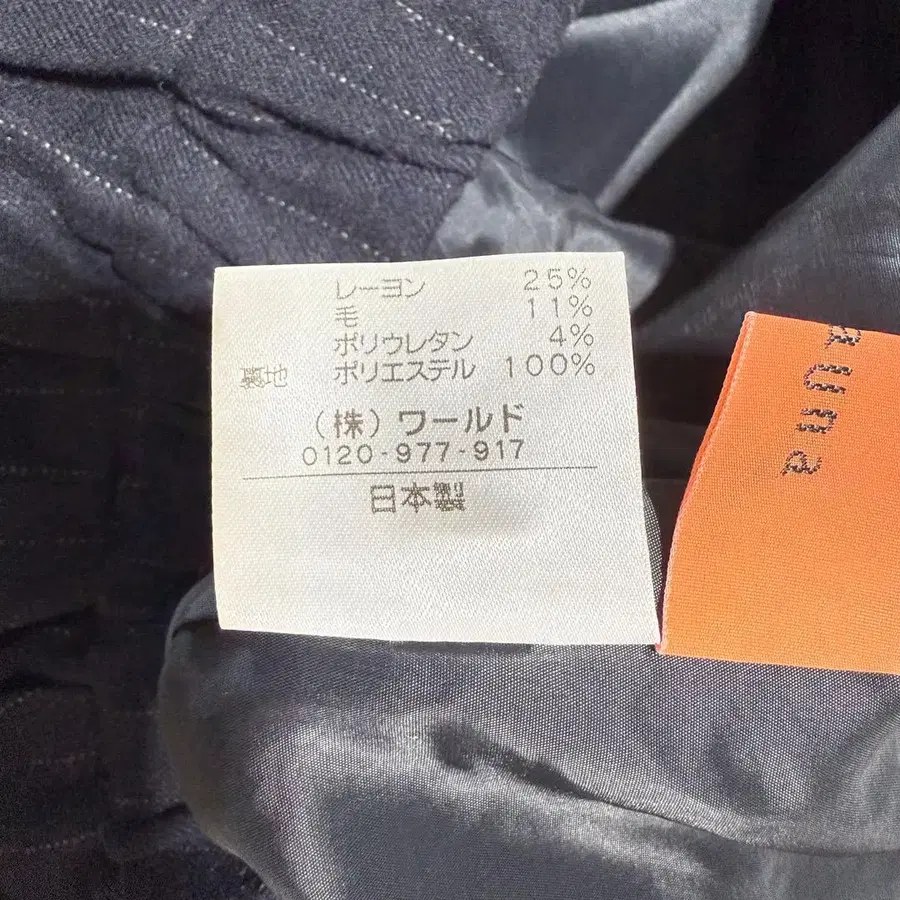 レーヨン 25%
毛 11%
ポリウレタン 4%
裏地 ポリエステル 100%
(株)ワールド
0120-977-917
日本製
auna